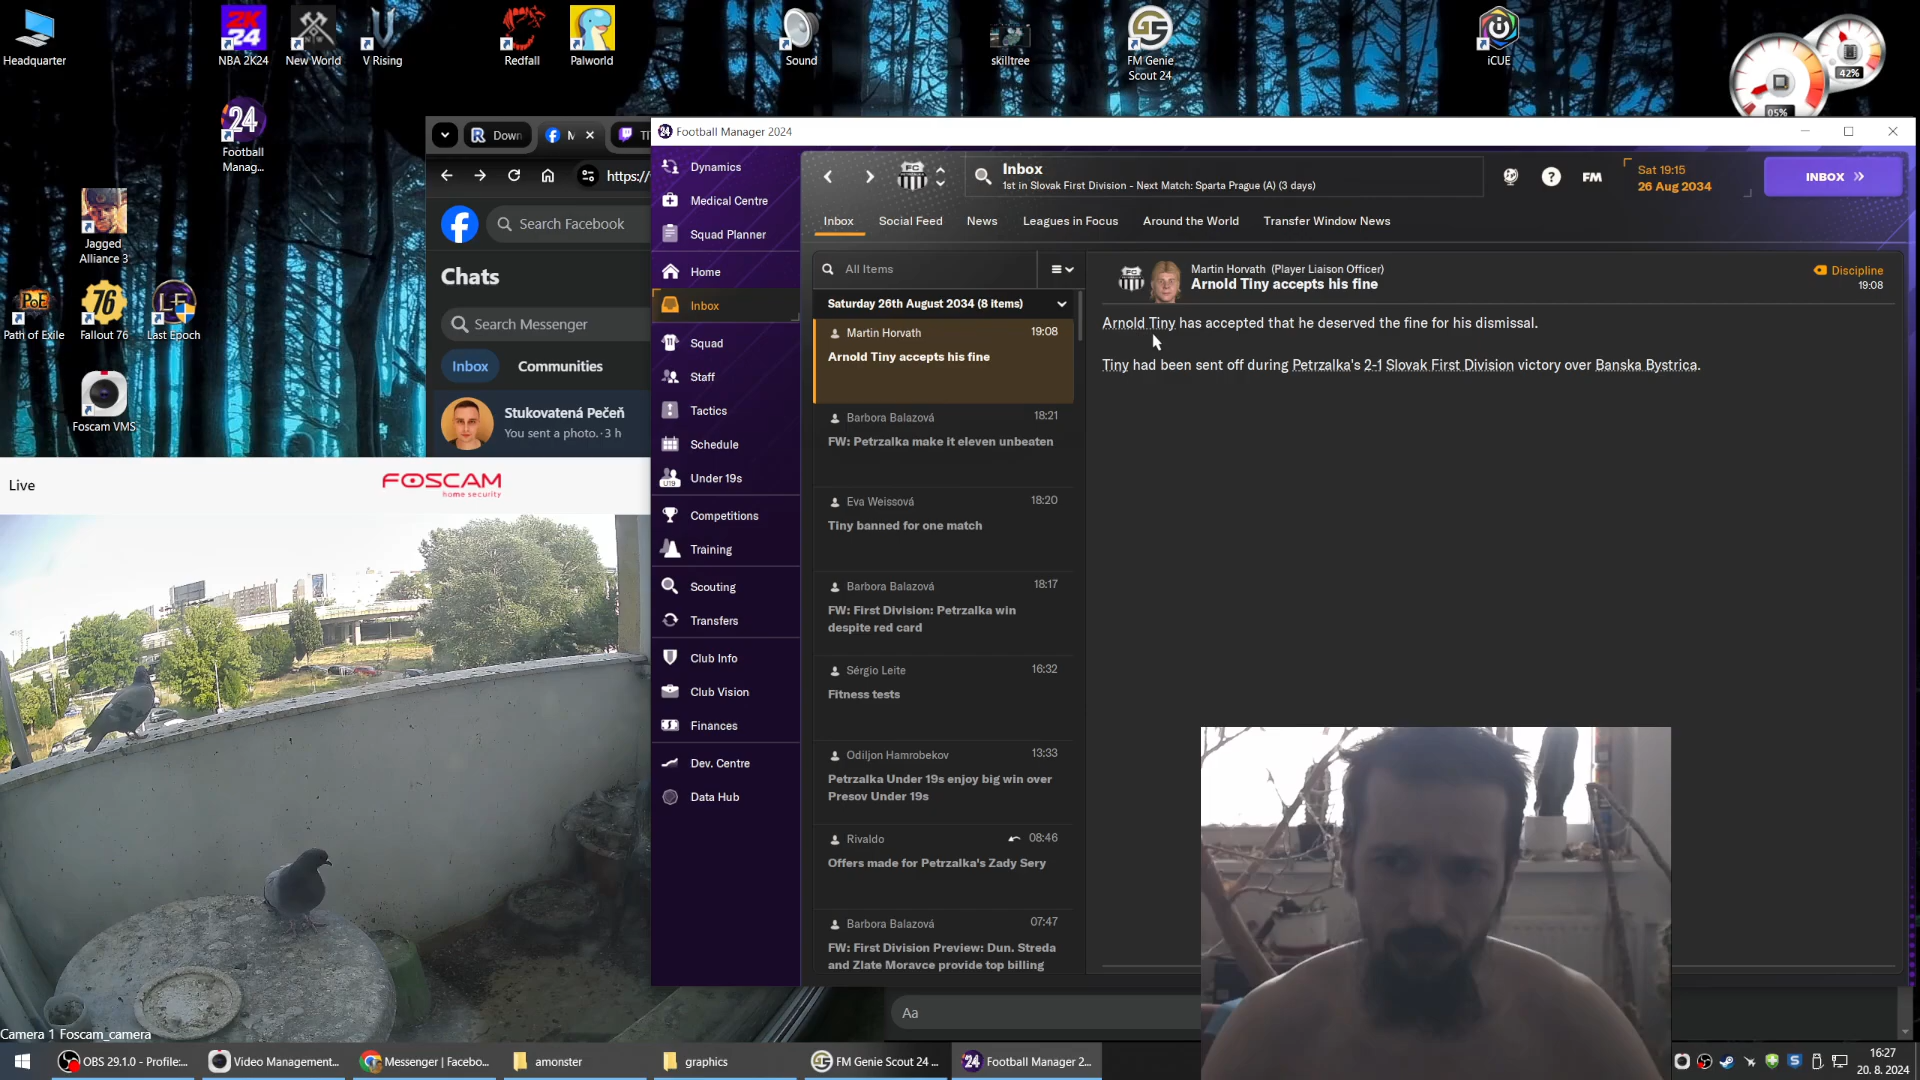 Headquarter
NBA 2K24
New World
V Rising
Redfall
Palworld
Sound
skilltree
FM Genie
Scout 24
iCUE
42%
05%
Football
Manag...
Jagged
Alliance 3
Path of Exile
Fallout 76
Last Epoch
Foscam VMS
Down
https://
Search Facebook
Chats
Search Messenger
Inbox
Communities
Stukovatená Pečeň
You sent a photo. · 3 h
Live
FOSCAM
home security
Camera 1 Foscam_camera
Football Manager 2024
Dynamics
Medical Centre
Squad Planner
Home
Inbox
Squad
Staff
Tactics
Schedule
Under 19s
Competitions
Training
Scouting
Transfers
Club Info
Club Vision
Finances
Dev. Centre
Data Hub
Inbox
1st in Slovak First Division - Next Match: Sparta Prague (A) (3 days)
FM
Sat 19:15
26 Aug 2034
INBOX
Inbox
Social Feed
News
Leagues in Focus
Around the World
Transfer Window News
All Items
Saturday 26th August 2034 (8 items)
Martin Horvath 19:08
Arnold Tiny accepts his fine
Barbora Balazová 18:21
FW: Petrzalka make it eleven unbeaten
Eva Weissová 18:20
Tiny banned for one match
Barbora Balazová 18:17
FW: First Division: Petrzalka win
despite red card
Sérgio Leite 16:32
Fitness tests
Odiljon Hamrobekov 13:33
Petrzalka Under 19s enjoy big win over
Presov Under 19s
Rivaldo 08:46
Offers made for Petrzalka's Zady Sery
Barbora Balazová 07:47
FW: First Division Preview: Dun. Streda
and Zlate Moravce provide top billing
Martin Horvath (Player Liaison Officer)
Arnold Tiny accepts his fine
Discipline
19:08
Arnold Tiny has accepted that he deserved the fine for his dismissal.
Tiny had been sent off during Petrzalka's 2-1 Slovak First Division victory over Banska Bystrica.
Aa
OBS 29.1.0 - Profile:...
Video Management...
Messenger | Facebo...
amonster
graphics
FM Genie Scout 24 ...
Football Manager 2...
16:27
20. 8. 2024